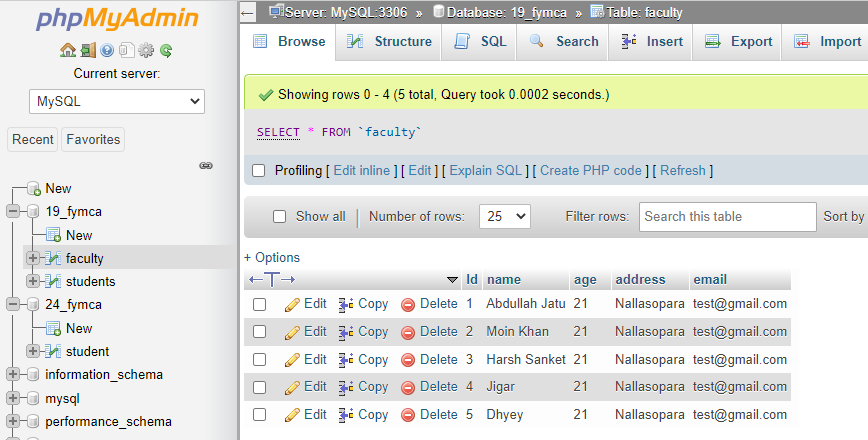 phpMyAdmin
Current server:
MySQL
Recent Favorites
New
19_fymca
New
faculty
students
24_fymca
New
student
information_schema
mysql
performance_schema
Server: MySQL:3306 » Database: 19_fymca » Table: faculty
Browse Structure SQL Search Insert Export Import
Showing rows 0 - 4 (5 total, Query took 0.0002 seconds.)
SELECT * FROM `faculty`
Profiling [ Edit inline ] [ Edit ] [ Explain SQL ] [ Create PHP code ] [ Refresh ]
Show all Number of rows: 25 Filter rows: Search this table Sort by
+ Options
Id name age address email
Edit Copy Delete 1 Abdullah Jatu 21 Nallasopara test@gmail.com
Edit Copy Delete 2 Moin Khan 21 Nallasopara test@gmail.com
Edit Copy Delete 3 Harsh Sanket 21 Nallasopara test@gmail.com
Edit Copy Delete 4 Jigar 21 Nallasopara test@gmail.com
Edit Copy Delete 5 Dhyey 21 Nallasopara test@gmail.com